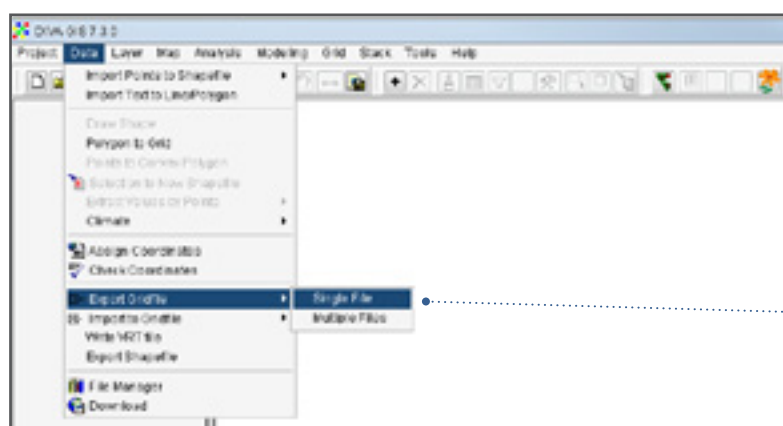 DIVA-GIS 7.3.0
Project Data Layer Map Analysis Modeling Grid Stack Tools Help
Import Points to Shapefile
Import Text to Line/Polygon
Draw Shape
Polygon to Grid
Points to Convex Polygon
Selection to New Shapefile
Extract Values by Points
Climate
Assign Coordinates
Check Coordinates
Export Gridfile
Single File
Import to Gridfile
Multiple Files
Write VRT file
Export Shapefile
File Manager
Download